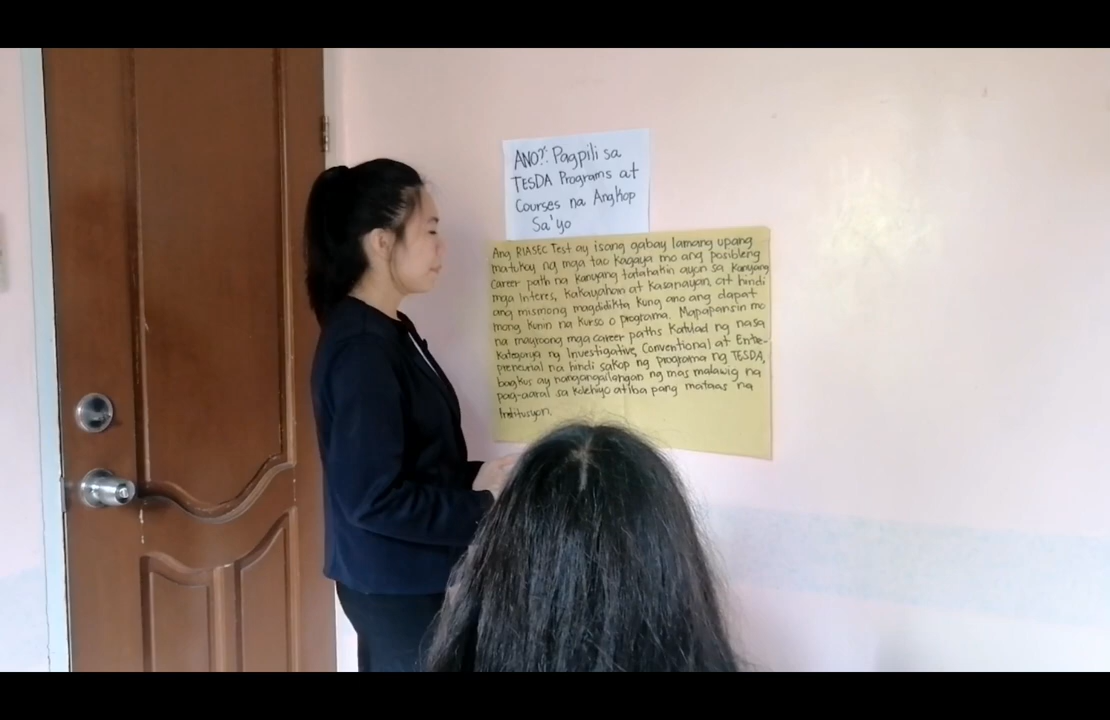 ANO?: Pagpili sa
TESDA Programs at
Courses na Angkop
Sa'yo
Ang RIASEC Test ay isang gabay lamang upang
matukoy ng mga tao kagaya mo ang posibleng
career path na kanyang tatahakin ayon sa kanyang
mga Interes, kakayahan at kasanayan, at hindi
ang mismong magdidikta kung ano ang dapat
mong kunin na kurso o programa. Mapapansin mo
na mayroong mga career paths katulad ng nasa
kategorya ng Investigative, Conventional at Entre-
preneurial na hindi sakop ng programa ng TESDA,
bagkus ay nangangailangan ng mas malawig na
pag-aaral sa kolehiyo at iba pang mataas na
Institusyon.